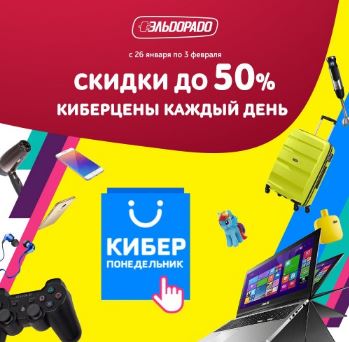 ЭЛЬДОРАДО
с 26 января по 3 февраля
СКИДКИ ДО 50%
КИБЕРЦЕНЫ КАЖДЫЙ ДЕНЬ
КИБЕР
ПОНЕДЕЛЬНИК